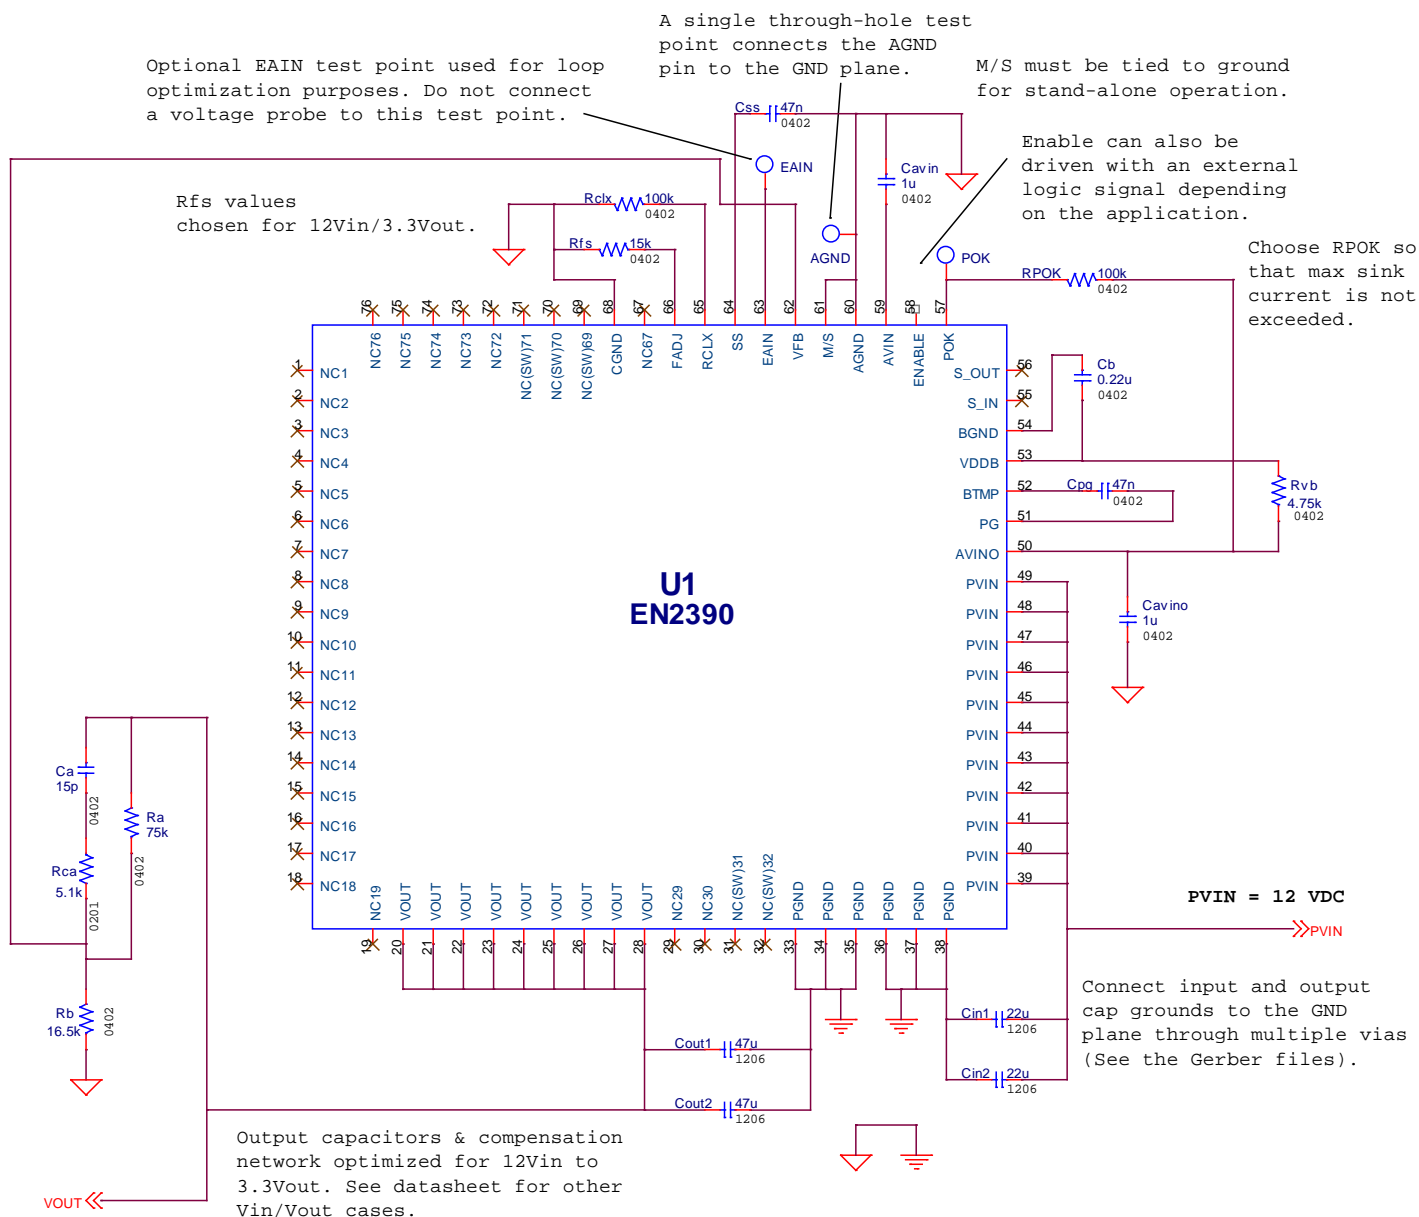 A single through-hole test
point connects the AGND
pin to the GND plane.
Optional EAIN test point used for loop
optimization purposes. Do not connect
a voltage probe to this test point.
M/S must be tied to ground
for stand-alone operation.
Enable can also be
driven with an external
logic signal depending
on the application.
Rfs values
chosen for 12Vin/3.3Vout.
Choose RPOK so
that max sink
current is not
exceeded.
Css 47n
0402
EAIN
Cavin
1u
0402
Rclx 100k
0402
Rfs 15k
0402
AGND
POK
RPOK 100k
0402
76 75 74 73 72 71 70 69 68 67 66 65 64 63 62 61 60 59 58 57
NC76 NC75 NC74 NC73 NC72 NC(SW)71 NC(SW)70 NC(SW)69 CGND NC67 FADJ RCLX SS EAIN VFB M/S AGND AVIN ENABLE POK
1 NC1
2 NC2
3 NC3
4 NC4
5 NC5
6 NC6
7 NC7
8 NC8
9 NC9
10 NC10
11 NC11
12 NC12
13 NC13
14 NC14
15 NC15
16 NC16
17 NC17
18 NC18
U1
EN2390
S_OUT 56
S_IN 55
BGND 54
VDDB 53
BTMP 52
PG 51
AVINO 50
PVIN 49
PVIN 48
PVIN 47
PVIN 46
PVIN 45
PVIN 44
PVIN 43
PVIN 42
PVIN 41
PVIN 40
PVIN 39
Cb
0.22u
0402
Cpg 47n
0402
Rvb
4.75k
0402
Cavino
1u
0402
Ca
15p
0402
Ra
75k
0402
Rca
5.1k
0201
Rb
16.5k
0402
NC19 VOUT VOUT VOUT VOUT VOUT VOUT VOUT VOUT VOUT NC29 NC30 NC(SW)31 NC(SW)32 PGND PGND PGND PGND PGND PGND
19 20 21 22 23 24 25 26 27 28 29 30 31 32 33 34 35 36 37 38
PVIN = 12 VDC
PVIN
Connect input and output
cap grounds to the GND
plane through multiple vias
(See the Gerber files).
Cin1 22u
1206
Cin2 22u
1206
Cout1 47u
1206
Cout2 47u
1206
Output capacitors & compensation
network optimized for 12Vin to
3.3Vout. See datasheet for other
Vin/Vout cases.
VOUT